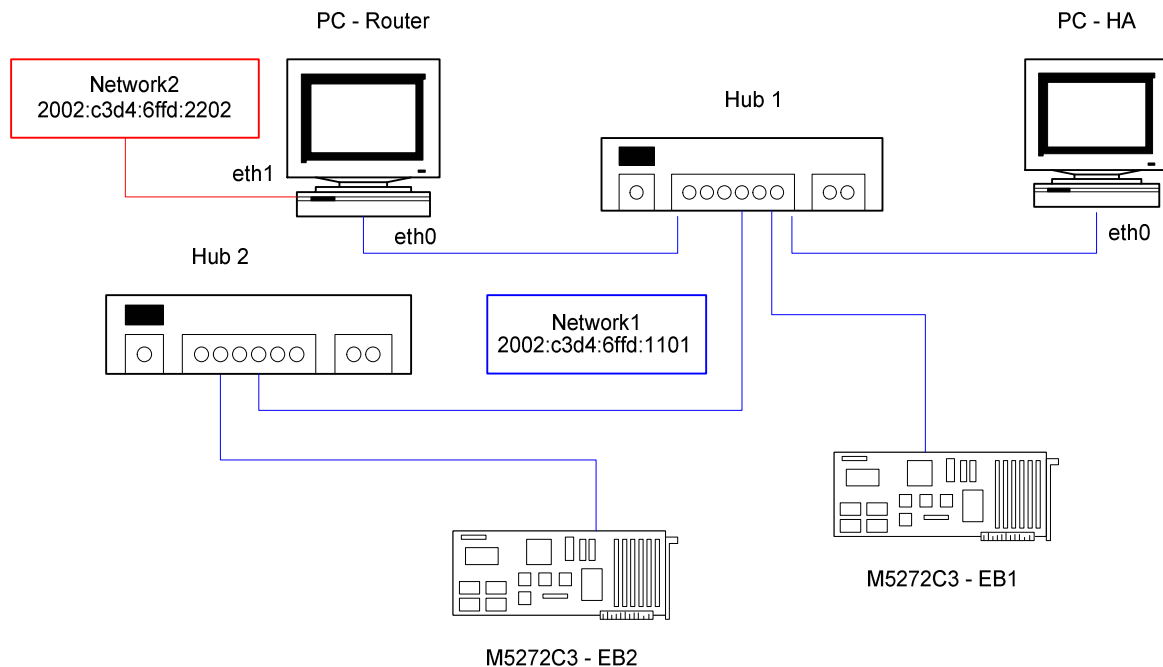 PC - Router
PC - HA
Network2
2002:c3d4:6ffd:2202
Hub 1
eth1
eth0
eth0
Hub 2
Network1
2002:c3d4:6ffd:1101
M5272C3 - EB1
M5272C3 - EB2